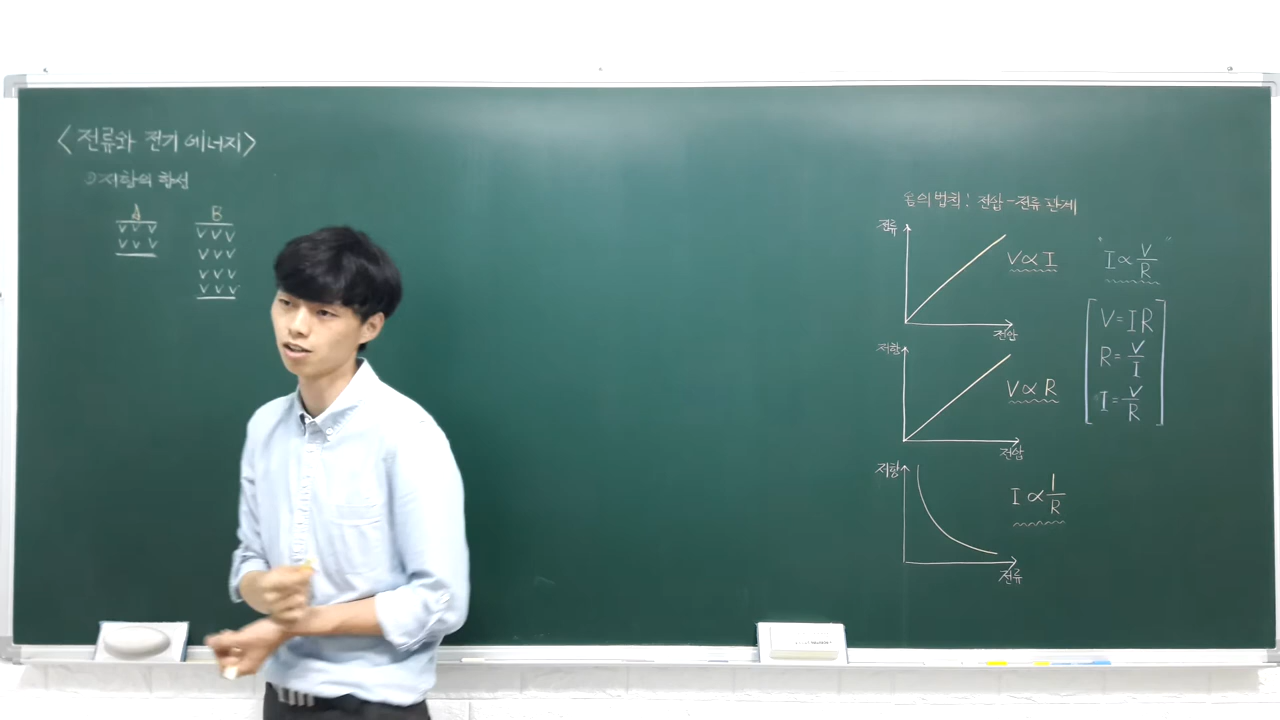 <전류와 전기 에너지>
저항의 합성
A B
V V V
V V V
V V V
V V V
V V V
V V V
옴의 법칙: 전압-전류 관계
전류
V∝I
전압
저항
V∝R
전압
저항
I∝1/R
전류
"I∝V/R"
V=IR
R=V/I
I=V/R